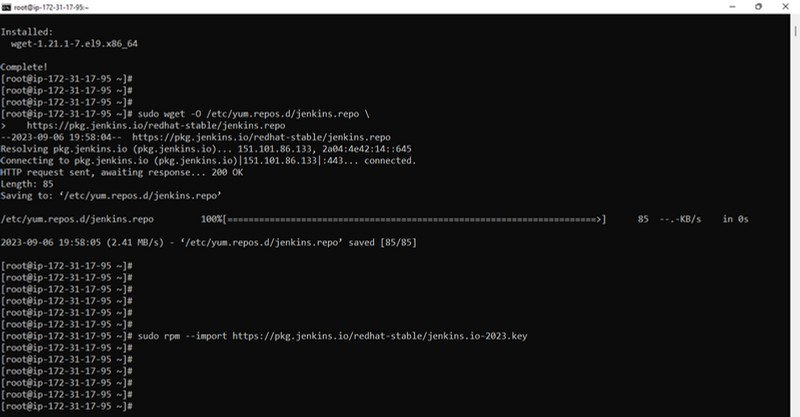 root@ip-172-31-17-95:~
Installed:
wget-1.21.1-7.el9.x86_64
Complete!
[root@ip-172-31-17-95 ~]#
[root@ip-172-31-17-95 ~]#
[root@ip-172-31-17-95 ~]#
[root@ip-172-31-17-95 ~]# sudo wget -O /etc/yum.repos.d/jenkins.repo \
>    https://pkg.jenkins.io/redhat-stable/jenkins.repo
--2023-09-06 19:58:04--  https://pkg.jenkins.io/redhat-stable/jenkins.repo
Resolving pkg.jenkins.io (pkg.jenkins.io)... 151.101.86.133, 2a04:4e42:14::645
Connecting to pkg.jenkins.io (pkg.jenkins.io)|151.101.86.133|:443... connected.
HTTP request sent, awaiting response... 200 OK
Length: 85
Saving to: ‘/etc/yum.repos.d/jenkins.repo’
/etc/yum.repos.d/jenkins.repo 100%[======================================================================>] 85 --.-KB/s in 0s
2023-09-06 19:58:05 (2.41 MB/s) - ‘/etc/yum.repos.d/jenkins.repo’ saved [85/85]
[root@ip-172-31-17-95 ~]#
[root@ip-172-31-17-95 ~]#
[root@ip-172-31-17-95 ~]#
[root@ip-172-31-17-95 ~]#
[root@ip-172-31-17-95 ~]#
[root@ip-172-31-17-95 ~]#
[root@ip-172-31-17-95 ~]# sudo rpm --import https://pkg.jenkins.io/redhat-stable/jenkins.io-2023.key
[root@ip-172-31-17-95 ~]#
[root@ip-172-31-17-95 ~]#
[root@ip-172-31-17-95 ~]#
[root@ip-172-31-17-95 ~]#
[root@ip-172-31-17-95 ~]#
[root@ip-172-31-17-95 ~]#